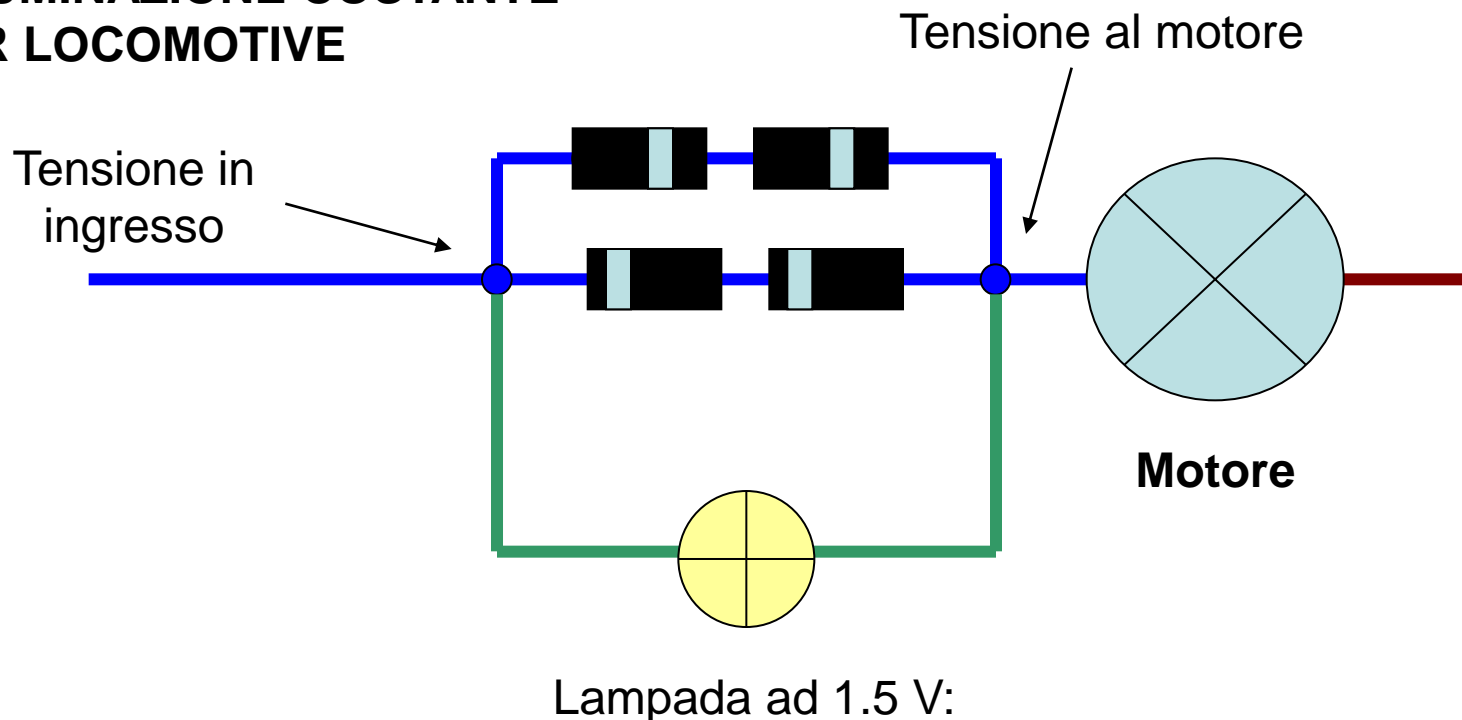 R LOCOMOTIVE
Tensione al motore
Tensione in
ingresso
Motore
Lampada ad 1.5 V: